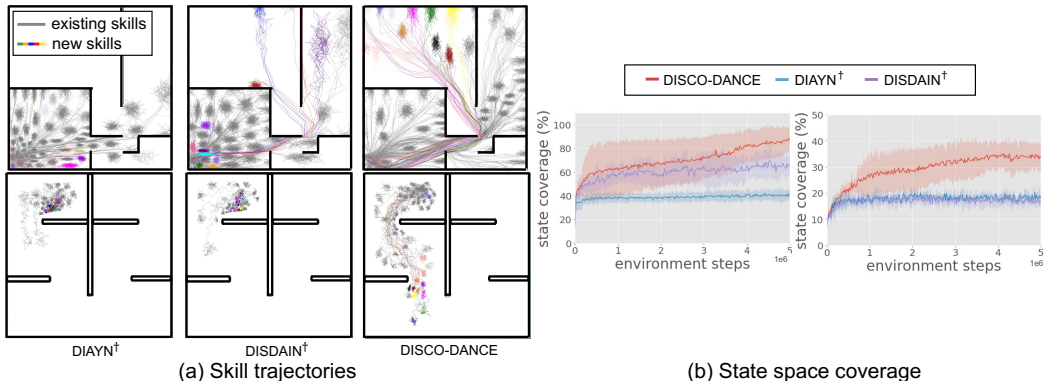 existing skills
new skills
DIAYN†
DISDAIN†
DISCO-DANCE
(a) Skill trajectories
DISCO-DANCE DIAYN† DISDAIN†
state coverage (%)
100
80
60
40
20
0
0 1 2 3 4 5
1e6
environment steps
state coverage (%)
50
40
30
20
10
0
0 1 2 3 4 5
1e6
environment steps
(b) State space coverage